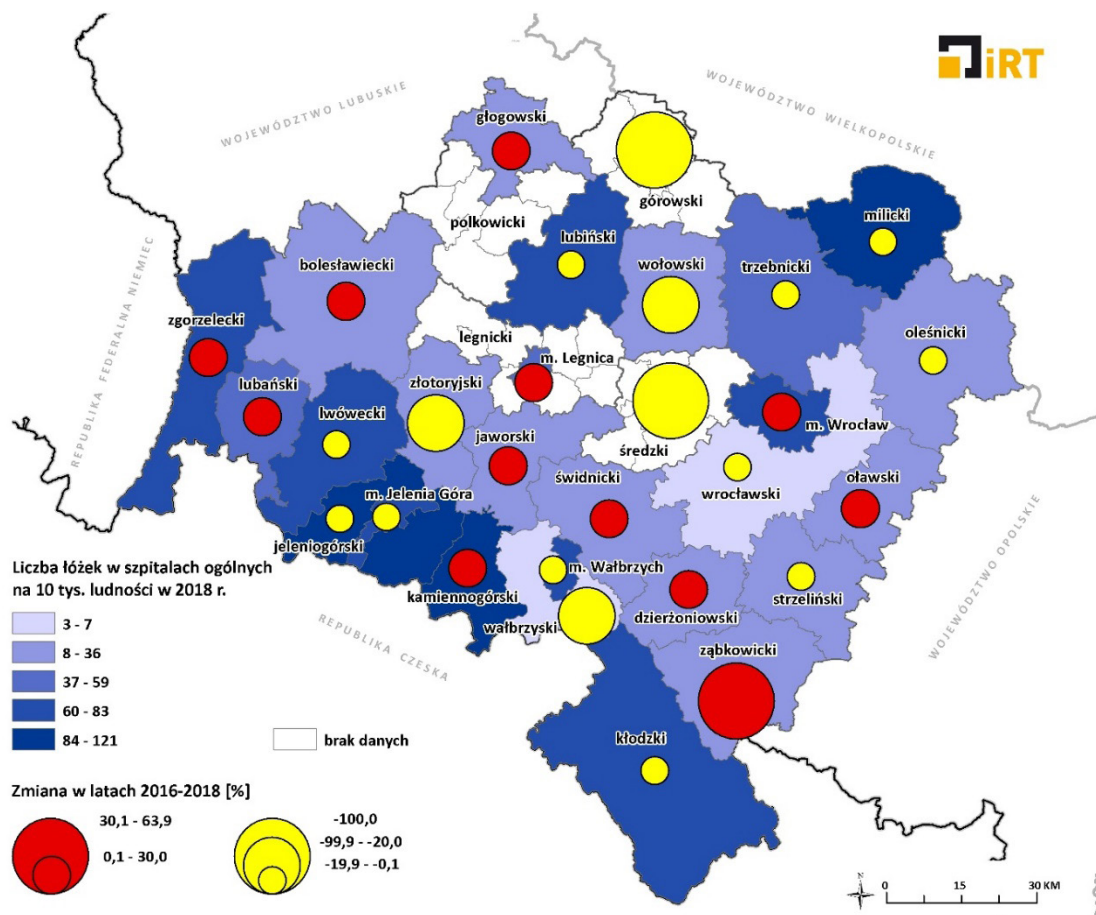 iRT
WOJEWÓDZTWO LUBUSKIE
WOJEWÓDZTWO WIELKOPOLSKIE
głogowski
górowski
milicki
polkowicki
lubiński
wołowski
trzebnicki
bolesławiecki
REPUBLIKA FEDERALNA NIEMIEC
zgorzelecki
legnicki
oleśnicki
m. Legnica
lubański
złotoryjski
lwówecki
m. Wrocław
jaworski
średzki
wrocławski
świdnicki
oławski
m. Jelenia Góra
jeleniogórski
m. Wałbrzych
kamiennogórski
strzeliński
dzierżoniowski
wałbrzyski
WOJEWÓDZTWO OPOLSKIE
REPUBLIKA CZESKA
ząbkowicki
kłodzki
Liczba łóżek w szpitalach ogólnych
na 10 tys. ludności w 2018 r.
3 - 7
8 - 36
37 - 59
60 - 83
84 - 121
brak danych
Zmiana w latach 2016-2018 [%]
30,1 - 63,9
0,1 - 30,0
-100,0
-99,9 - -20,0
-19,9 - -0,1
N
0 15 30 KM